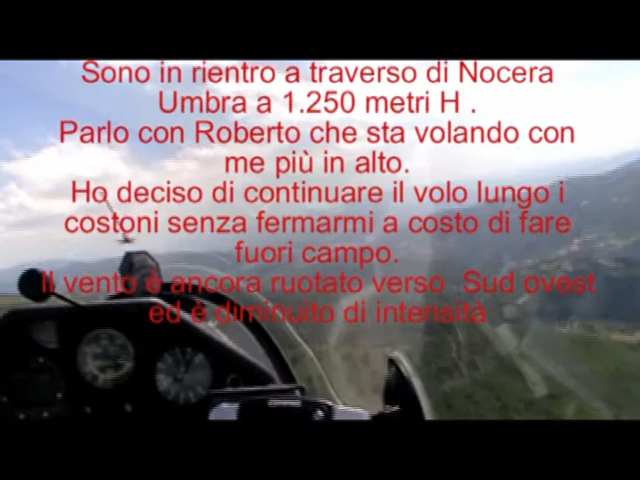 Sono in rientro a traverso di Nocera
Umbra a 1.250 metri H .
Parlo con Roberto che sta volando con
me più in alto.
Ho deciso di continuare il volo lungo i
costoni senza fermarmi a costo di fare
fuori campo.
Il vento è ancora ruotato verso Sud ovest
ed è diminuito di intensità